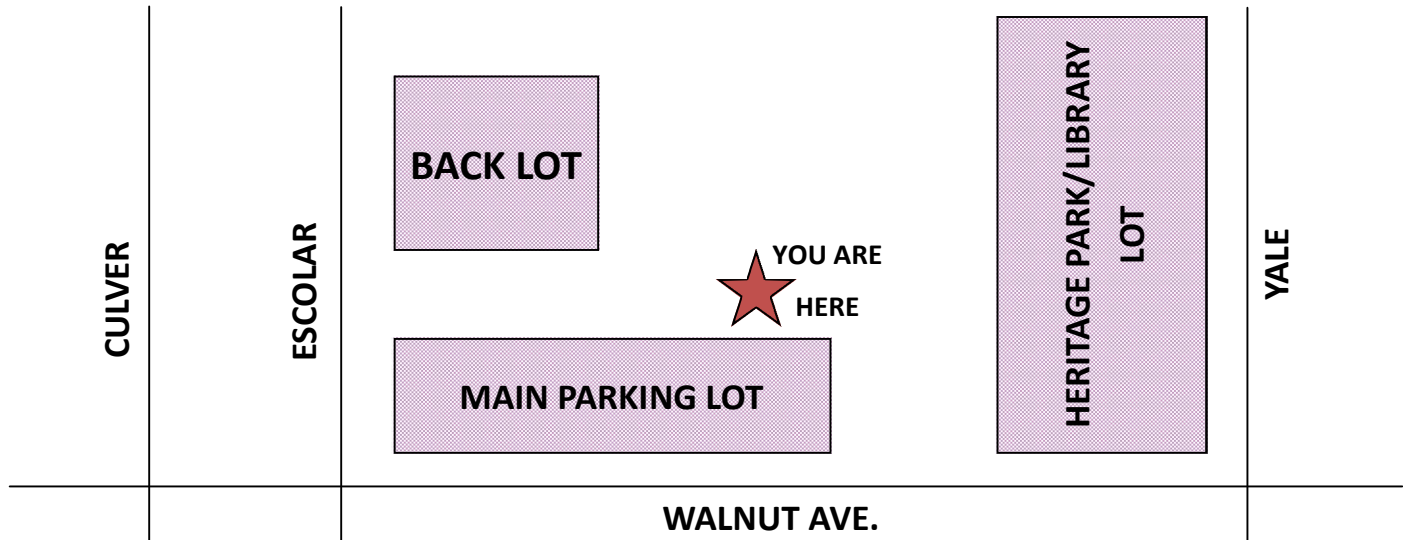 CULVER
ESCOLAR
BACK LOT
YOU ARE
HERE
MAIN PARKING LOT
HERITAGE PARK/LIBRARY
LOT
YALE
WALNUT AVE.